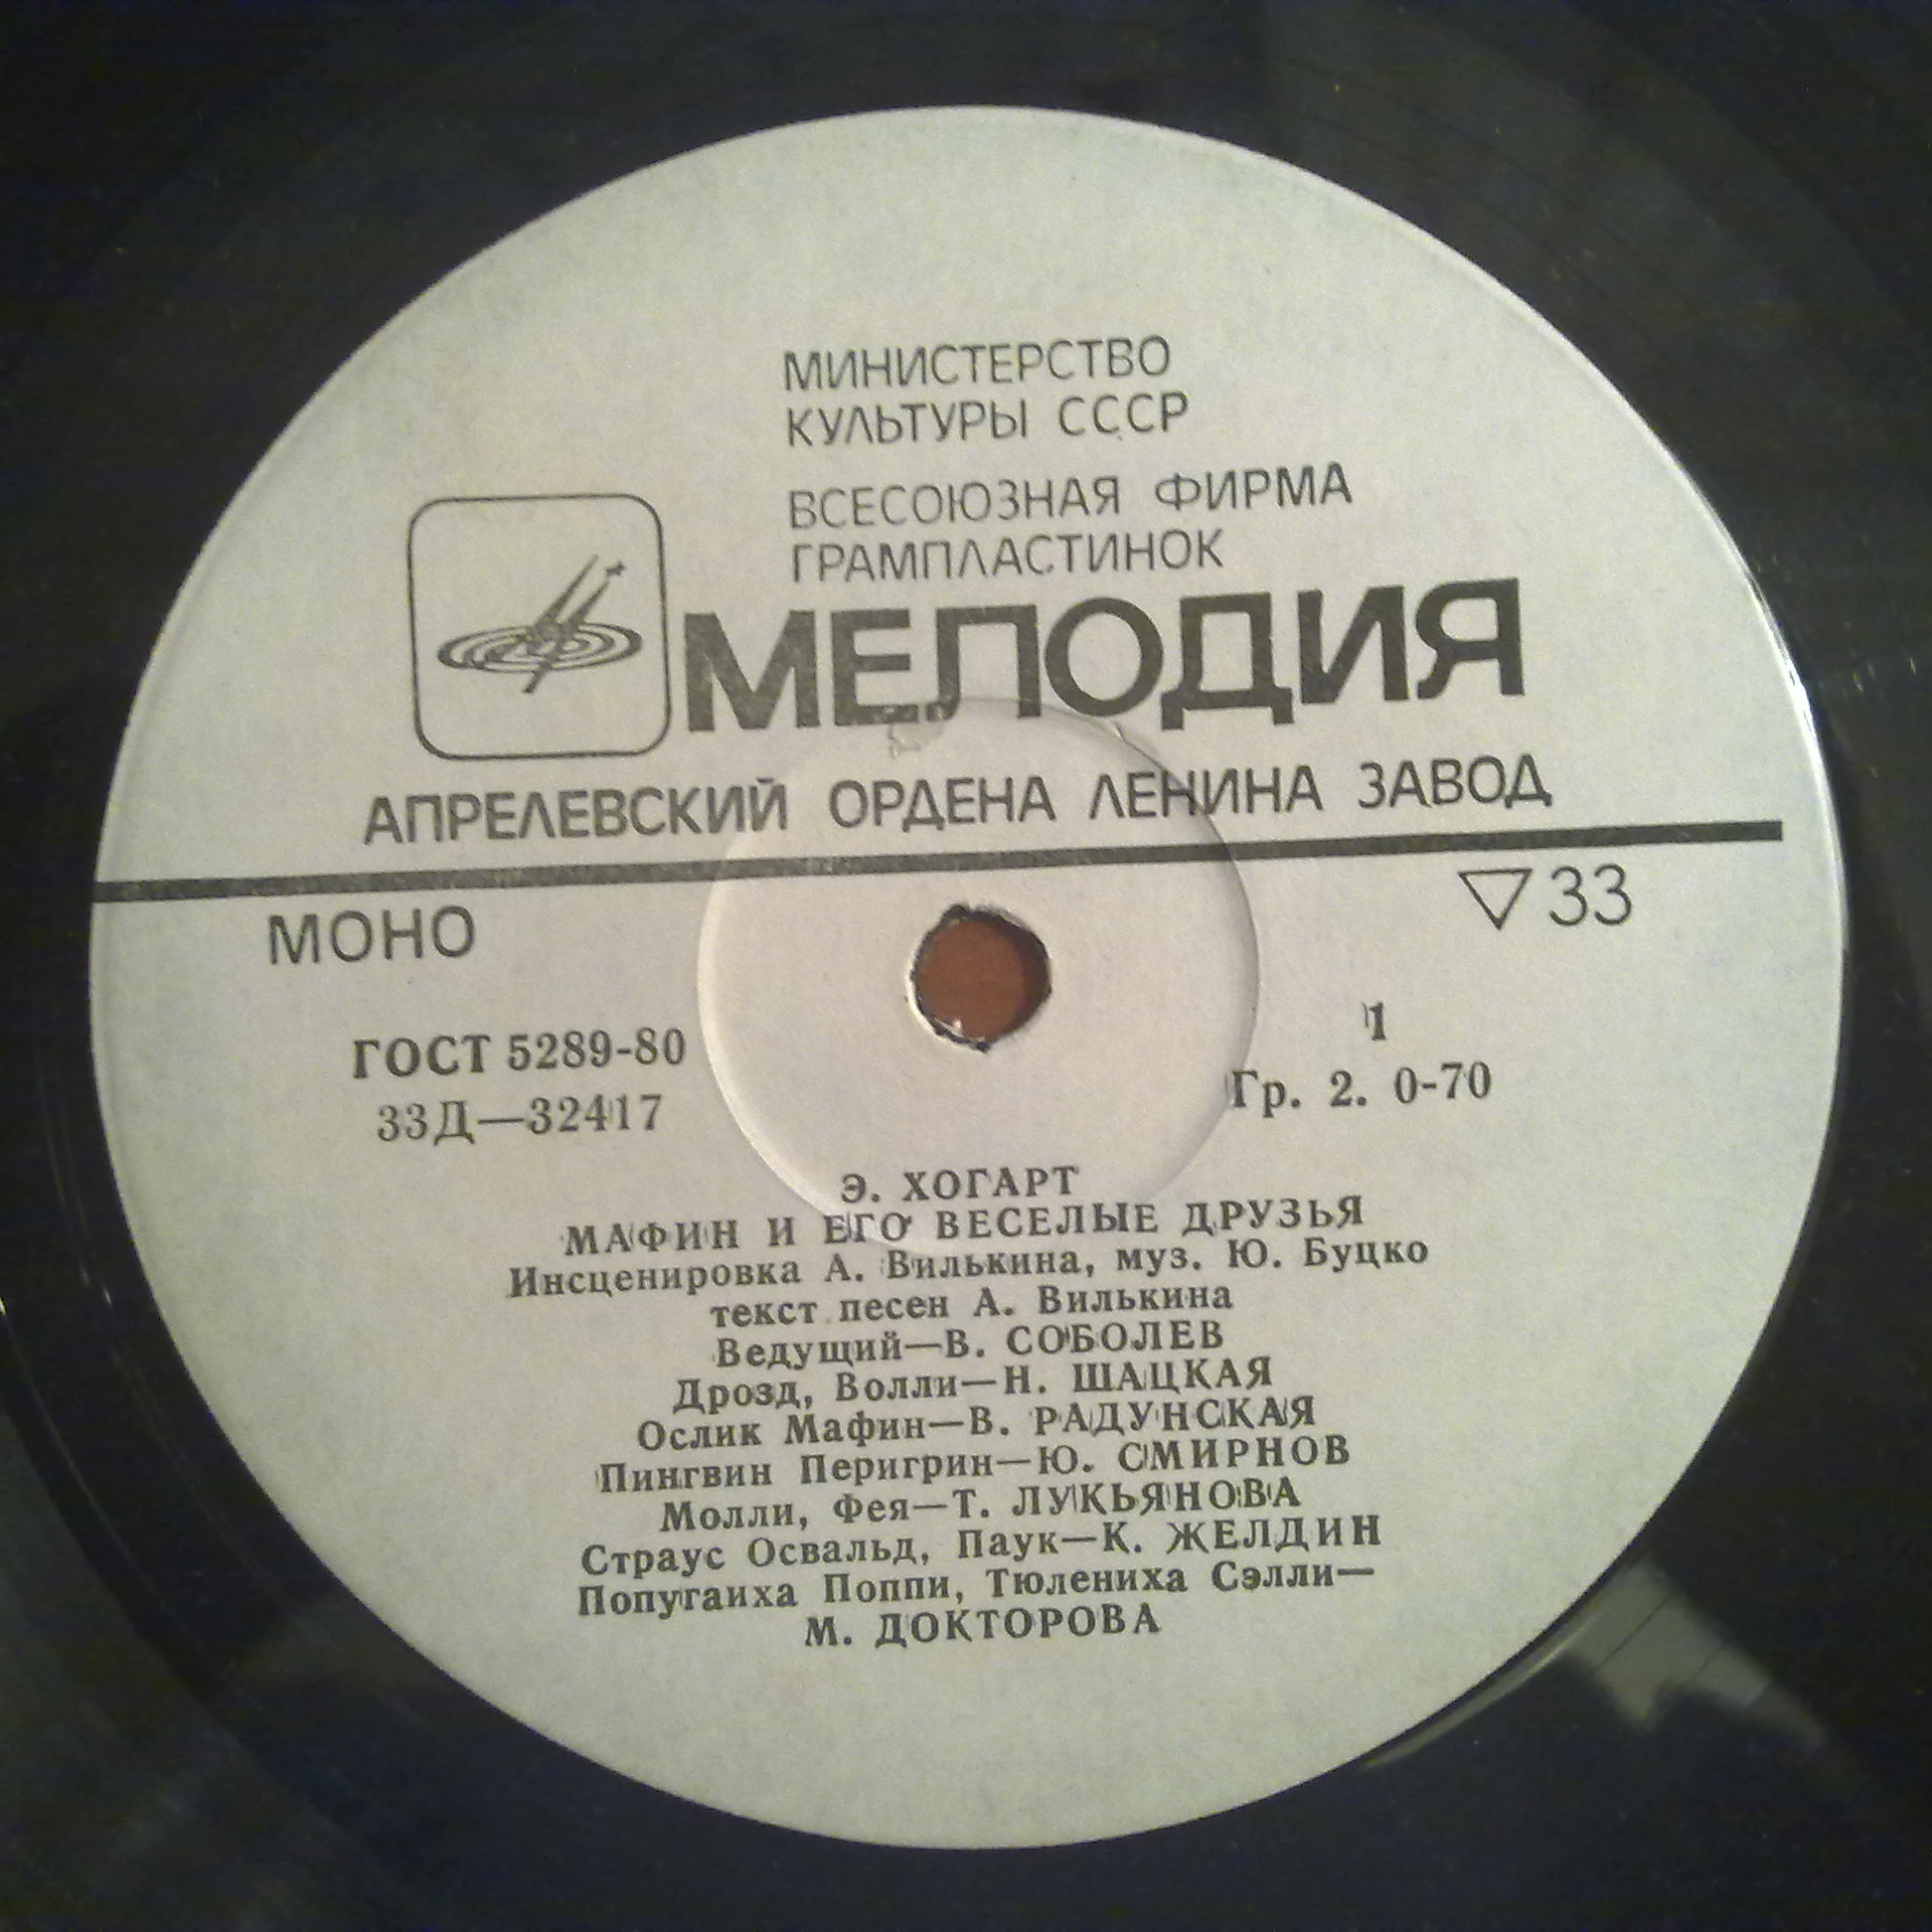 МИНИСТЕРСТВО
КУЛЬТУРЫ СССР
ВСЕСОЮЗНАЯ ФИРМА
ГРАМПЛАСТИНОК
МЕЛОДИЯ
АПРЕЛЕВСКИЙ ОРДЕНА ЛЕНИНА ЗАВОД
МОНО
▽33
ГОСТ 5289-80
33Д—32417
1
Гр. 2. 0-70
Э. ХОГАРТ
МАФИН И ЕГО ВЕСЕЛЫЕ ДРУЗЬЯ
Инсценировка А. Вилькина, муз. Ю. Буцко
текст песен А. Вилькина
Ведущий—В. СОБОЛЕВ
Дрозд, Волли—Н. ШАЦКАЯ
Ослик Мафин—В. РАДУНСКАЯ
Пингвин Перигрин—Ю. СМИРНОВ
Молли, Фея—Т. ЛУКЬЯНОВА
Страус Освальд, Паук—К. ЖЕЛДИН
Попугаиха Поппи, Тюлениха Сэлли—
М. ДОКТОРОВА